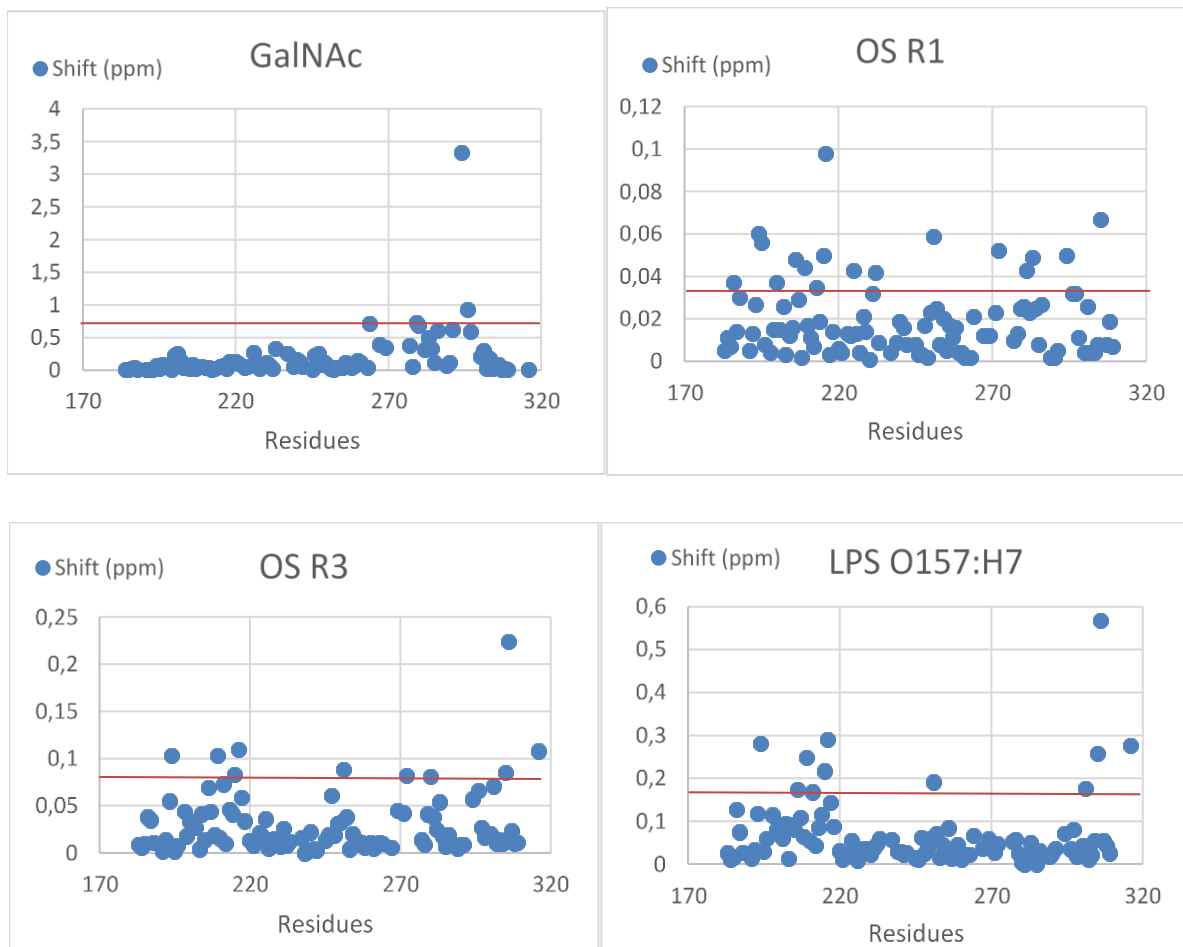 GalNAc
Shift (ppm)
4
3,5
3
2,5
2
1,5
1
0,5
0
170 220 270 320
Residues
OS R1
Shift (ppm)
0,12
0,1
0,08
0,06
0,04
0,02
0
170 220 270 320
Residues
OS R3
Shift (ppm)
0,25
0,2
0,15
0,1
0,05
0
170 220 270 320
Residues
LPS O157:H7
Shift (ppm)
0,6
0,5
0,4
0,3
0,2
0,1
0
170 220 270 320
Residues